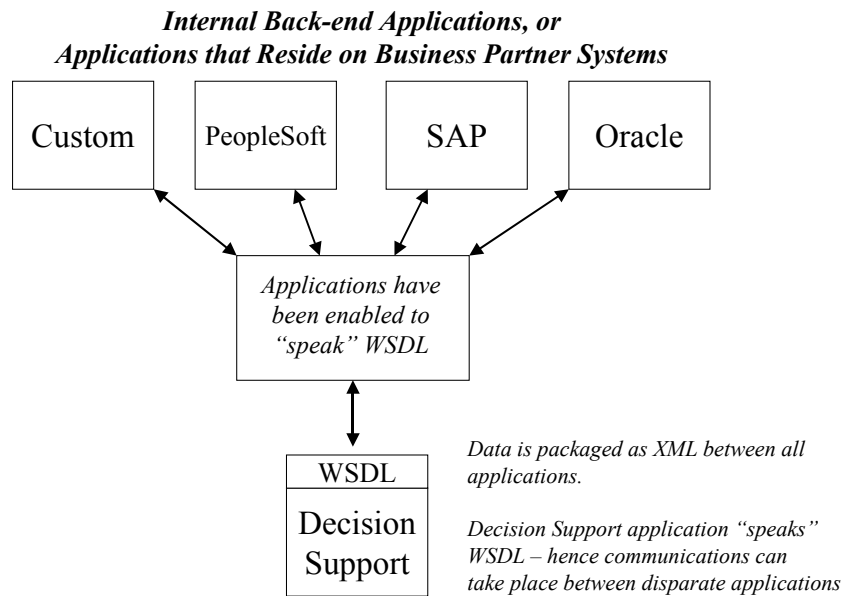 Internal Back-end Applications, or
Applications that Reside on Business Partner Systems
Custom
PeopleSoft
SAP
Oracle
Applications have
been enabled to
“speak” WSDL
WSDL
Decision
Support
Data is packaged as XML between all
applications.
Decision Support application “speaks”
WSDL – hence communications can
take place between disparate applications